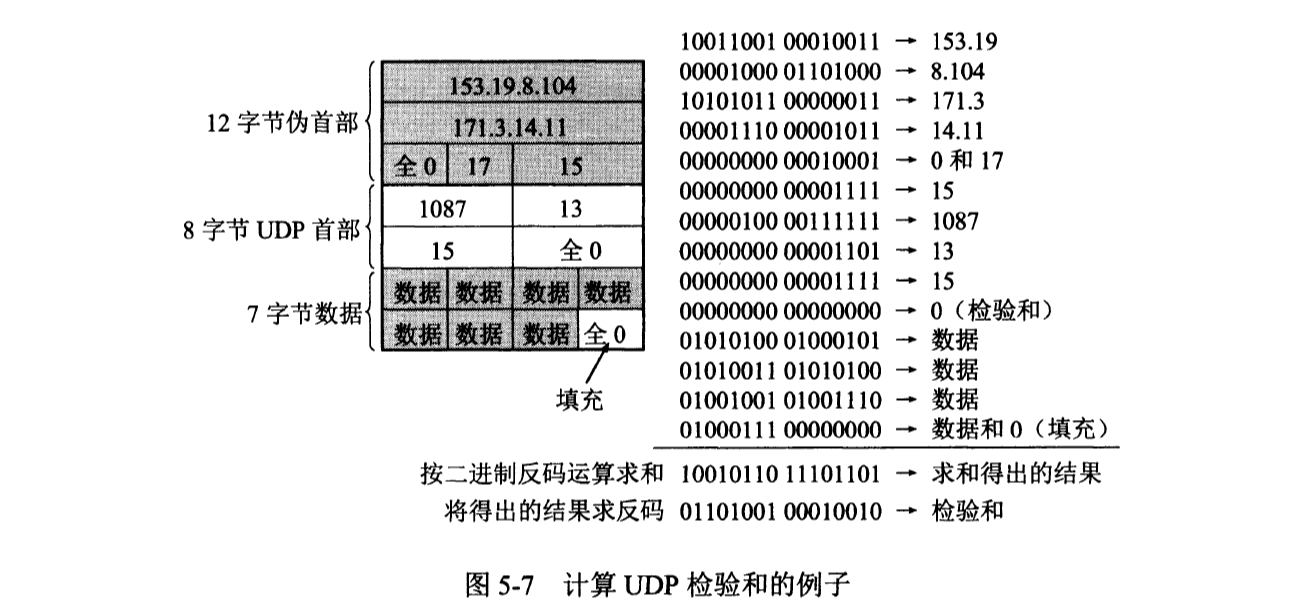 12 字节伪首部
153.19.8.104
171.3.14.11
全 0 17 15
8 字节 UDP 首部
1087 13
15 全 0
7 字节数据
数据 数据 数据 数据
数据 数据 数据 全 0
填充
10011001 00010011 → 153.19
00001000 01101000 → 8.104
10101011 00000011 → 171.3
00001110 00001011 → 14.11
00000000 00010001 → 0 和 17
00000000 00001111 → 15
00000100 00111111 → 1087
00000000 00001101 → 13
00000000 00001111 → 15
00000000 00000000 → 0（检验和）
01010100 01000101 → 数据
01010011 01010100 → 数据
01001001 01001110 → 数据
01000111 00000000 → 数据和 0（填充）
按二进制反码运算求和 10010110 11101101 → 求和得出的结果
将得出的结果求反码 01101001 00010010 → 检验和
图 5-7 计算 UDP 检验和的例子